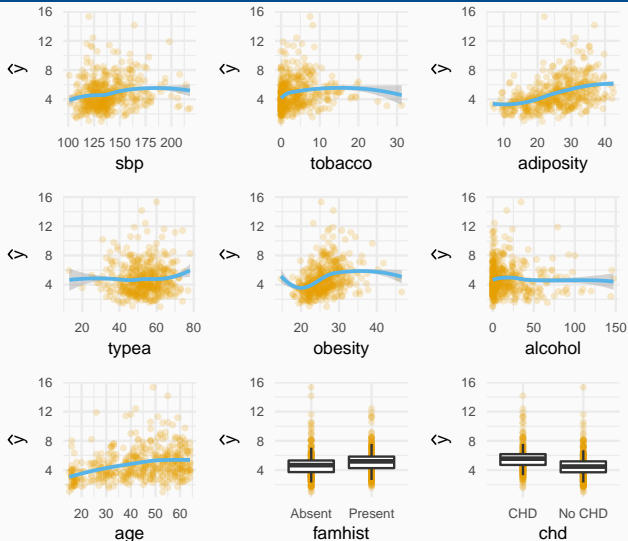 16
12
8
4
ŷ
100 125 150 175 200
sbp
16
12
8
4
ŷ
0 10 20 30
tobacco
16
12
8
4
ŷ
10 20 30 40
adiposity
16
12
8
4
ŷ
20 40 60 80
typea
16
12
8
4
ŷ
20 30 40
obesity
16
12
8
4
ŷ
0 50 100 150
alcohol
16
12
8
4
ŷ
20 30 40 50 60
age
16
12
8
4
ŷ
Absent Present
famhist
16
12
8
4
ŷ
CHD No CHD
chd